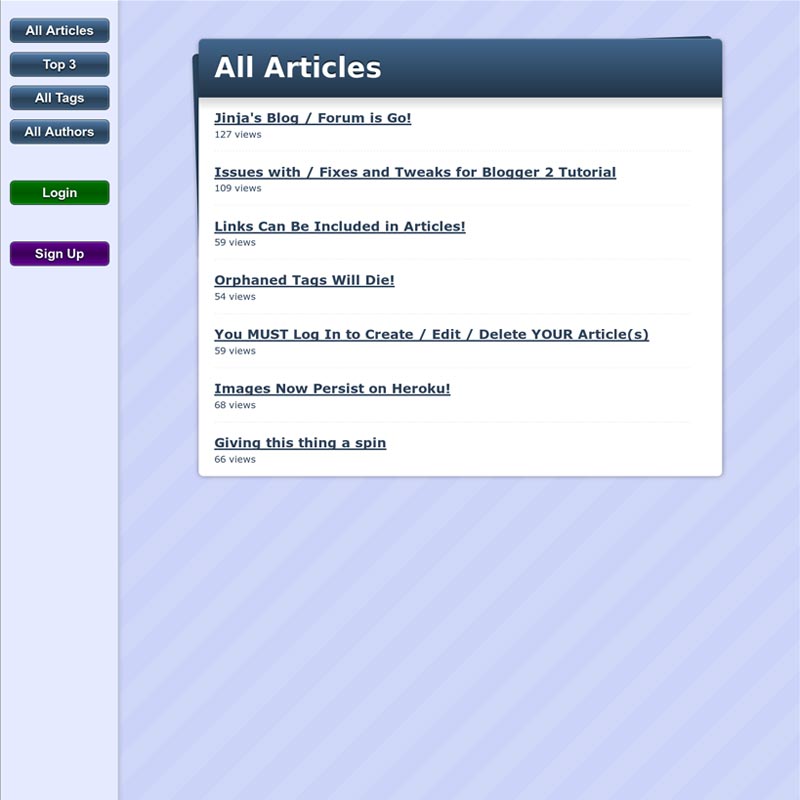 All Articles
Top 3
All Tags
All Authors
Login
Sign Up
All Articles
Jinja's Blog / Forum is Go!
127 views
Issues with / Fixes and Tweaks for Blogger 2 Tutorial
109 views
Links Can Be Included in Articles!
59 views
Orphaned Tags Will Die!
54 views
You MUST Log In to Create / Edit / Delete YOUR Article(s)
59 views
Images Now Persist on Heroku!
68 views
Giving this thing a spin
66 views